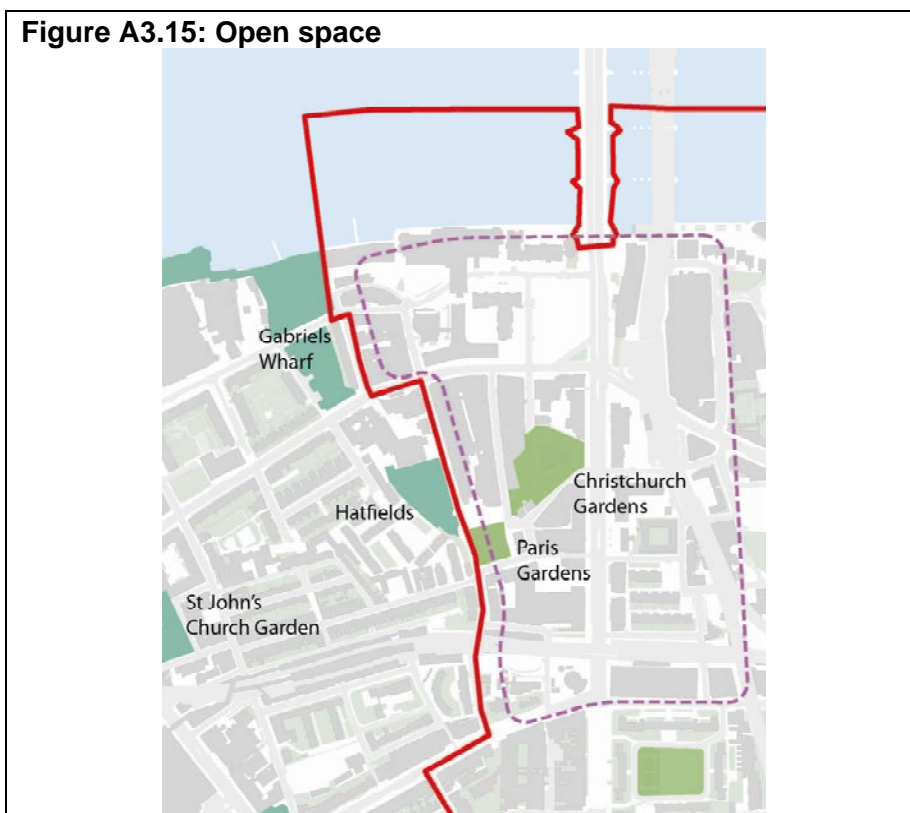 Figure A3.15: Open space
Gabriels
Wharf
Christchurch
Gardens
Hatfields
Paris
Gardens
St John's
Church Garden